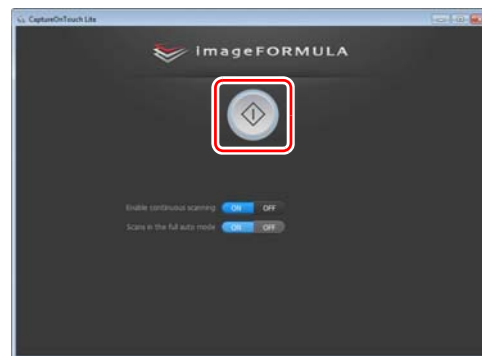 CaptureOnTouch Lite
imageFORMULA
Enable continuous scanning ON OFF
Scans in the full auto mode ON OFF